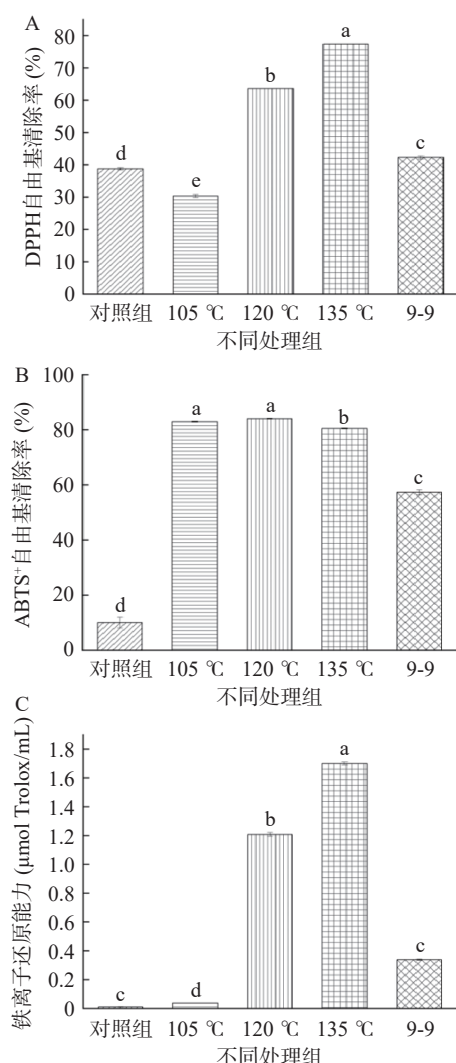 A
DPPH自由基清除率 (%)
80
70
60
50
40
30
20
10
0
d
e
b
a
c
对照组 105 ℃ 120 ℃ 135 ℃ 9-9
不同处理组
B
ABTS⁺自由基清除率 (%)
100
80
60
40
20
0
d
a
a
b
c
对照组 105 ℃ 120 ℃ 135 ℃ 9-9
不同处理组
C
铁离子还原能力 (μmol Trolox/mL)
1.8
1.6
1.4
1.2
1.0
0.8
0.6
0.4
0.2
0
c
d
b
a
c
对照组 105 ℃ 120 ℃ 135 ℃ 9-9
不同处理组